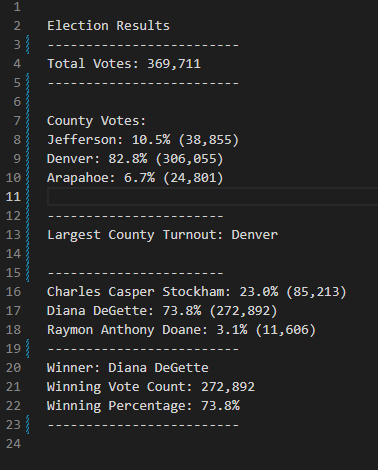 1
2 Election Results
3 -------------------------
4 Total Votes: 369,711
5 -------------------------
6
7 County Votes:
8 Jefferson: 10.5% (38,855)
9 Denver: 82.8% (306,055)
10 Arapahoe: 6.7% (24,801)
11
12 -----------------------
13 Largest County Turnout: Denver
14
15 -----------------------
16 Charles Casper Stockham: 23.0% (85,213)
17 Diana DeGette: 73.8% (272,892)
18 Raymon Anthony Doane: 3.1% (11,606)
19 -------------------------
20 Winner: Diana DeGette
21 Winning Vote Count: 272,892
22 Winning Percentage: 73.8%
23 -------------------------
24